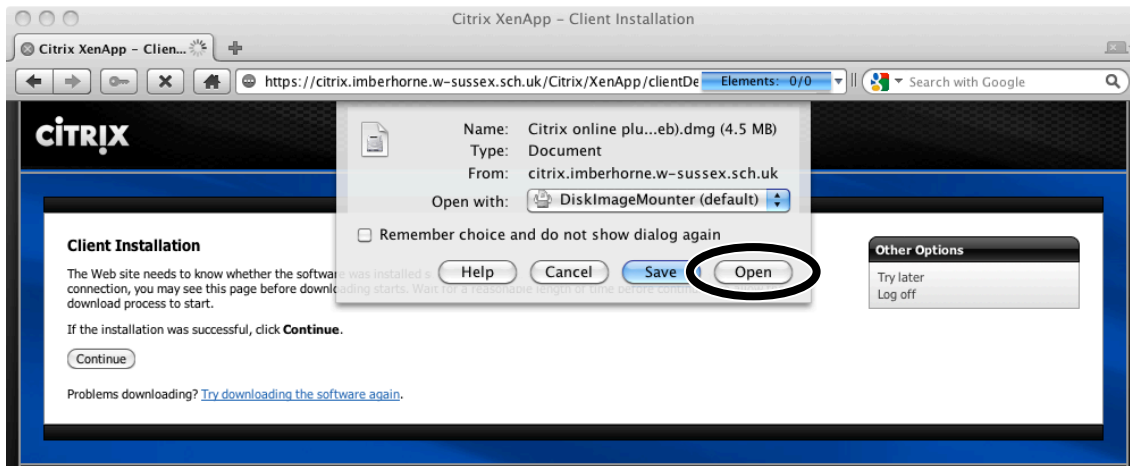 Citrix XenApp – Client Installation
Citrix XenApp – Clien...
https://citrix.imberhorne.w-sussex.sch.uk/Citrix/XenApp/clientDe
Elements: 0/0
Search with Google
CİTRIX
Name: Citrix online plu...eb).dmg (4.5 MB)
Type: Document
From: citrix.imberhorne.w-sussex.sch.uk
Open with: DiskImageMounter (default)
Remember choice and do not show dialog again
Help Cancel Save Open
Client Installation
The Web site needs to know whether the software was installed s
connection, you may see this page before downloading starts. Wait for a reasonable length of time before
download process to start.
If the installation was successful, click Continue.
Continue
Problems downloading? Try downloading the software again.
Other Options
Try later
Log off